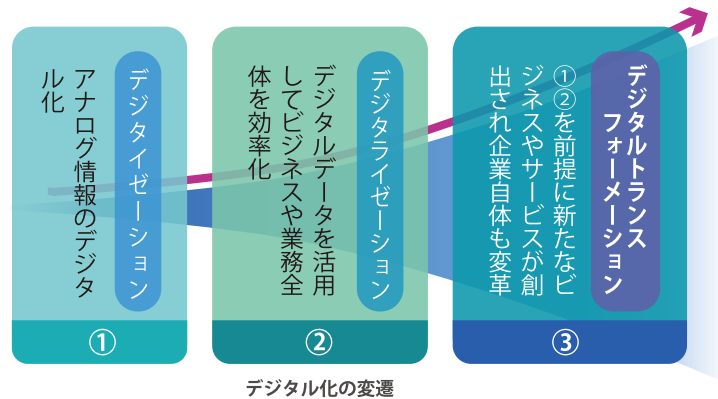 デジタイゼーション
アナログ情報のデジタ
ル化
①
デジタライゼーション
デジタルデータを活用
してビジネスや業務全
体を効率化
②
デジタルトランス
フォーメーション
①②を前提に新たなビ
ジネスやサービスが創
出され企業自体も変革
③
デジタル化の変遷